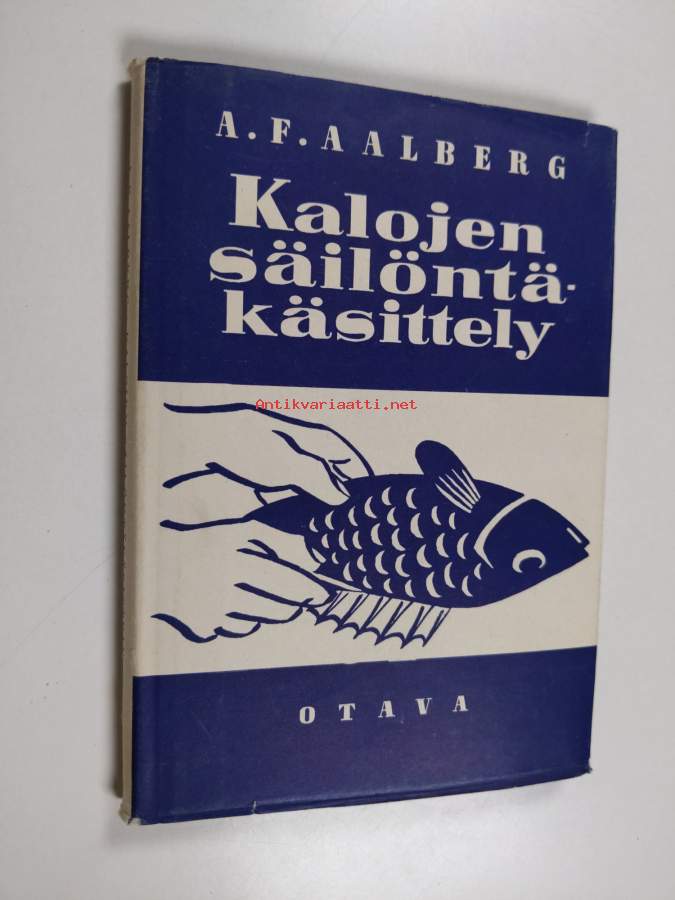 A. F. AALBERG
Kalojen
säilöntä-
käsittely
Antikvariaatti.net
OTAVA